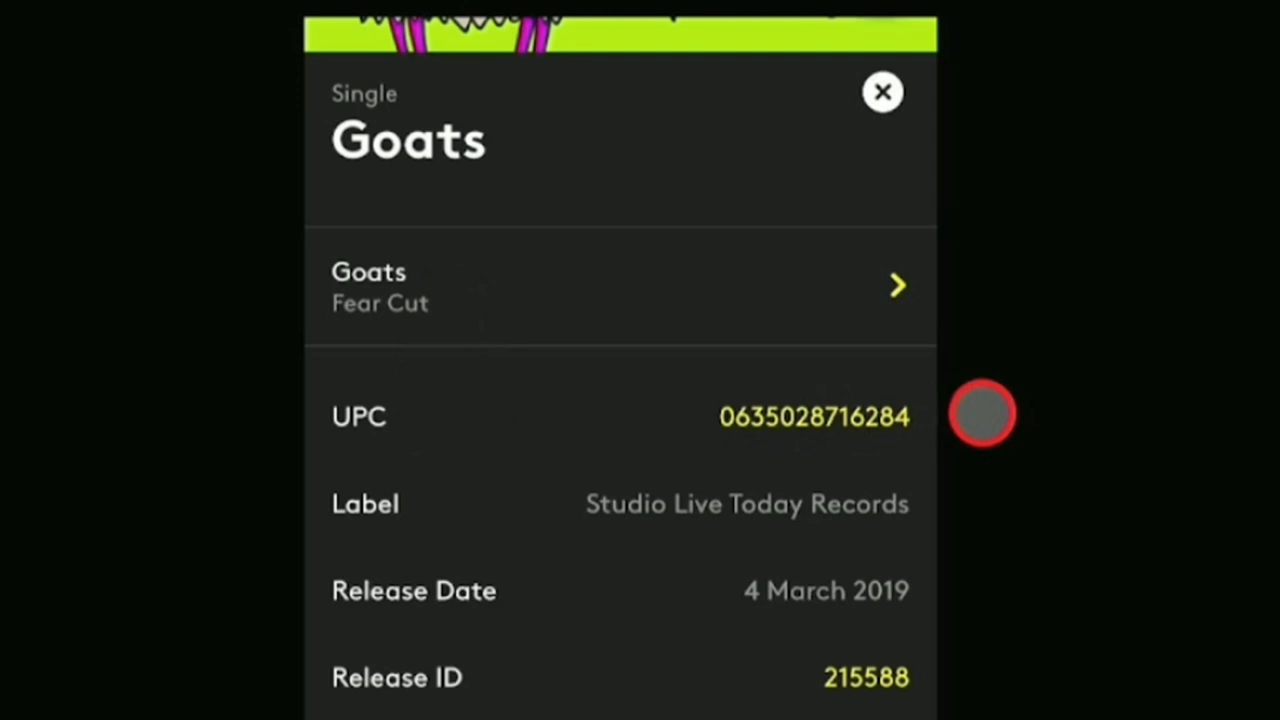 Single
Goats
Goats
Fear Cut
UPC 0635028716284
Label Studio Live Today Records
Release Date 4 March 2019
Release ID 215588